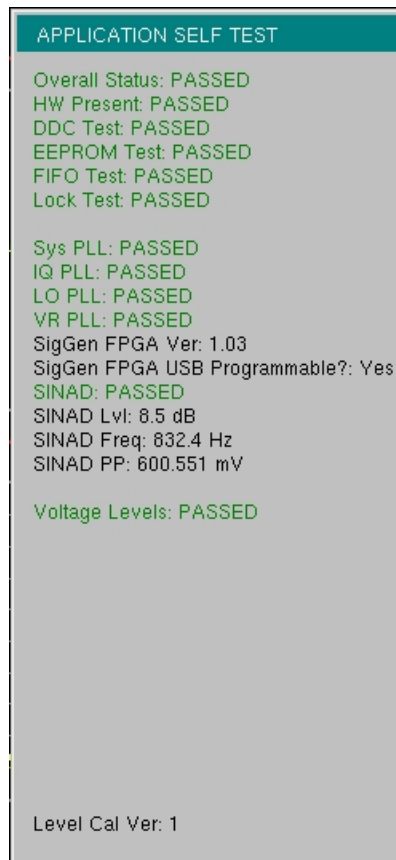 APPLICATION SELF TEST
Overall Status: PASSED
HW Present: PASSED
DDC Test: PASSED
EEPROM Test: PASSED
FIFO Test: PASSED
Lock Test: PASSED
Sys PLL: PASSED
IQ PLL: PASSED
LO PLL: PASSED
VR PLL: PASSED
SigGen FPGA Ver: 1.03
SigGen FPGA USB Programmable?: Yes
SINAD: PASSED
SINAD Lvl: 8.5 dB
SINAD Freq: 832.4 Hz
SINAD PP: 600.551 mV
Voltage Levels: PASSED
Level Cal Ver: 1